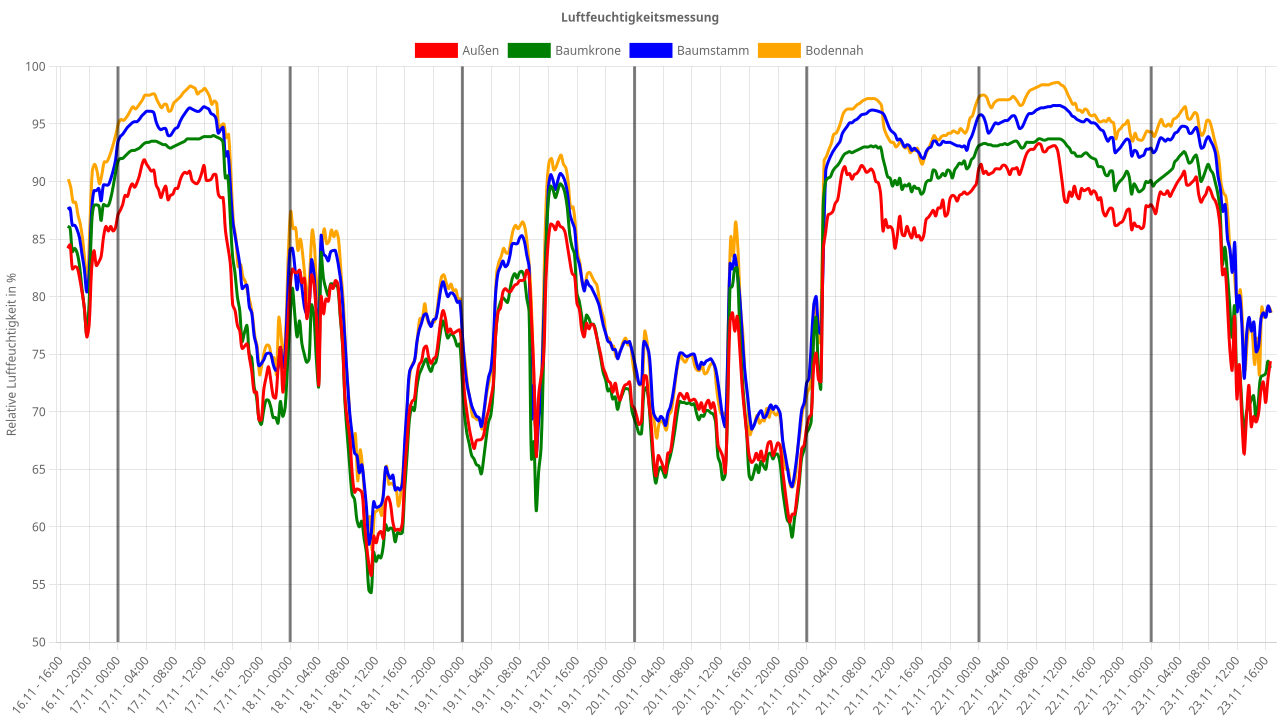 Luftfeuchtigkeitsmessung
Außen Baumkrone Baumstamm Bodennah
Relative Luftfeuchtigkeit in %
100
95
90
85
80
75
70
65
60
55
50
16.11 - 16:00
16.11 - 20:00
17.11 - 00:00
17.11 - 04:00
17.11 - 08:00
17.11 - 12:00
17.11 - 16:00
17.11 - 20:00
18.11 - 00:00
18.11 - 04:00
18.11 - 08:00
18.11 - 12:00
18.11 - 16:00
18.11 - 20:00
19.11 - 00:00
19.11 - 04:00
19.11 - 08:00
19.11 - 12:00
19.11 - 16:00
19.11 - 20:00
20.11 - 00:00
20.11 - 04:00
20.11 - 08:00
20.11 - 12:00
20.11 - 16:00
20.11 - 20:00
21.11 - 00:00
21.11 - 04:00
21.11 - 08:00
21.11 - 12:00
21.11 - 16:00
21.11 - 20:00
22.11 - 00:00
22.11 - 04:00
22.11 - 08:00
22.11 - 12:00
22.11 - 16:00
22.11 - 20:00
23.11 - 00:00
23.11 - 04:00
23.11 - 08:00
23.11 - 12:00
23.11 - 16:00